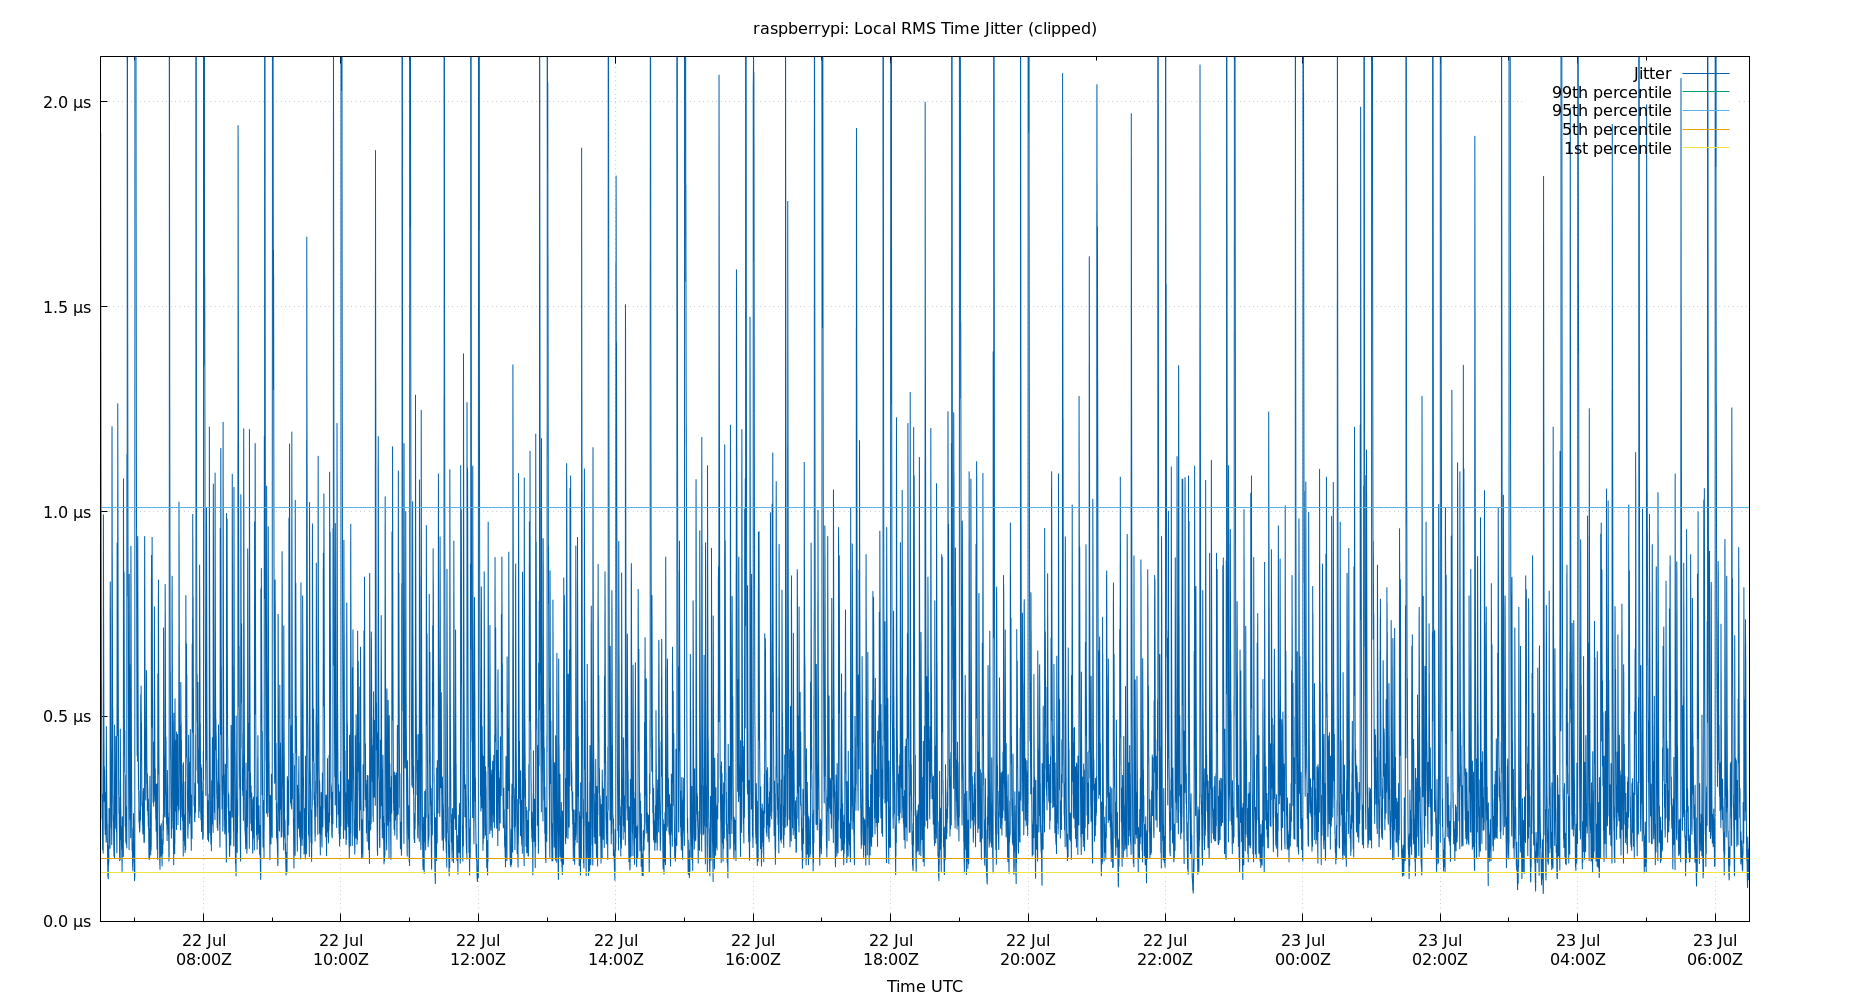 raspberrypi: Local RMS Time Jitter (clipped)
Jitter
99th percentile
95th percentile
5th percentile
1st percentile
2.0 µs
1.5 µs
1.0 µs
0.5 µs
0.0 µs
22 Jul 22 Jul 22 Jul 22 Jul 22 Jul 22 Jul 22 Jul 22 Jul 23 Jul 23 Jul 23 Jul 23 Jul
08:00Z 10:00Z 12:00Z 14:00Z 16:00Z 18:00Z 20:00Z 22:00Z 00:00Z 02:00Z 04:00Z 06:00Z
Time UTC